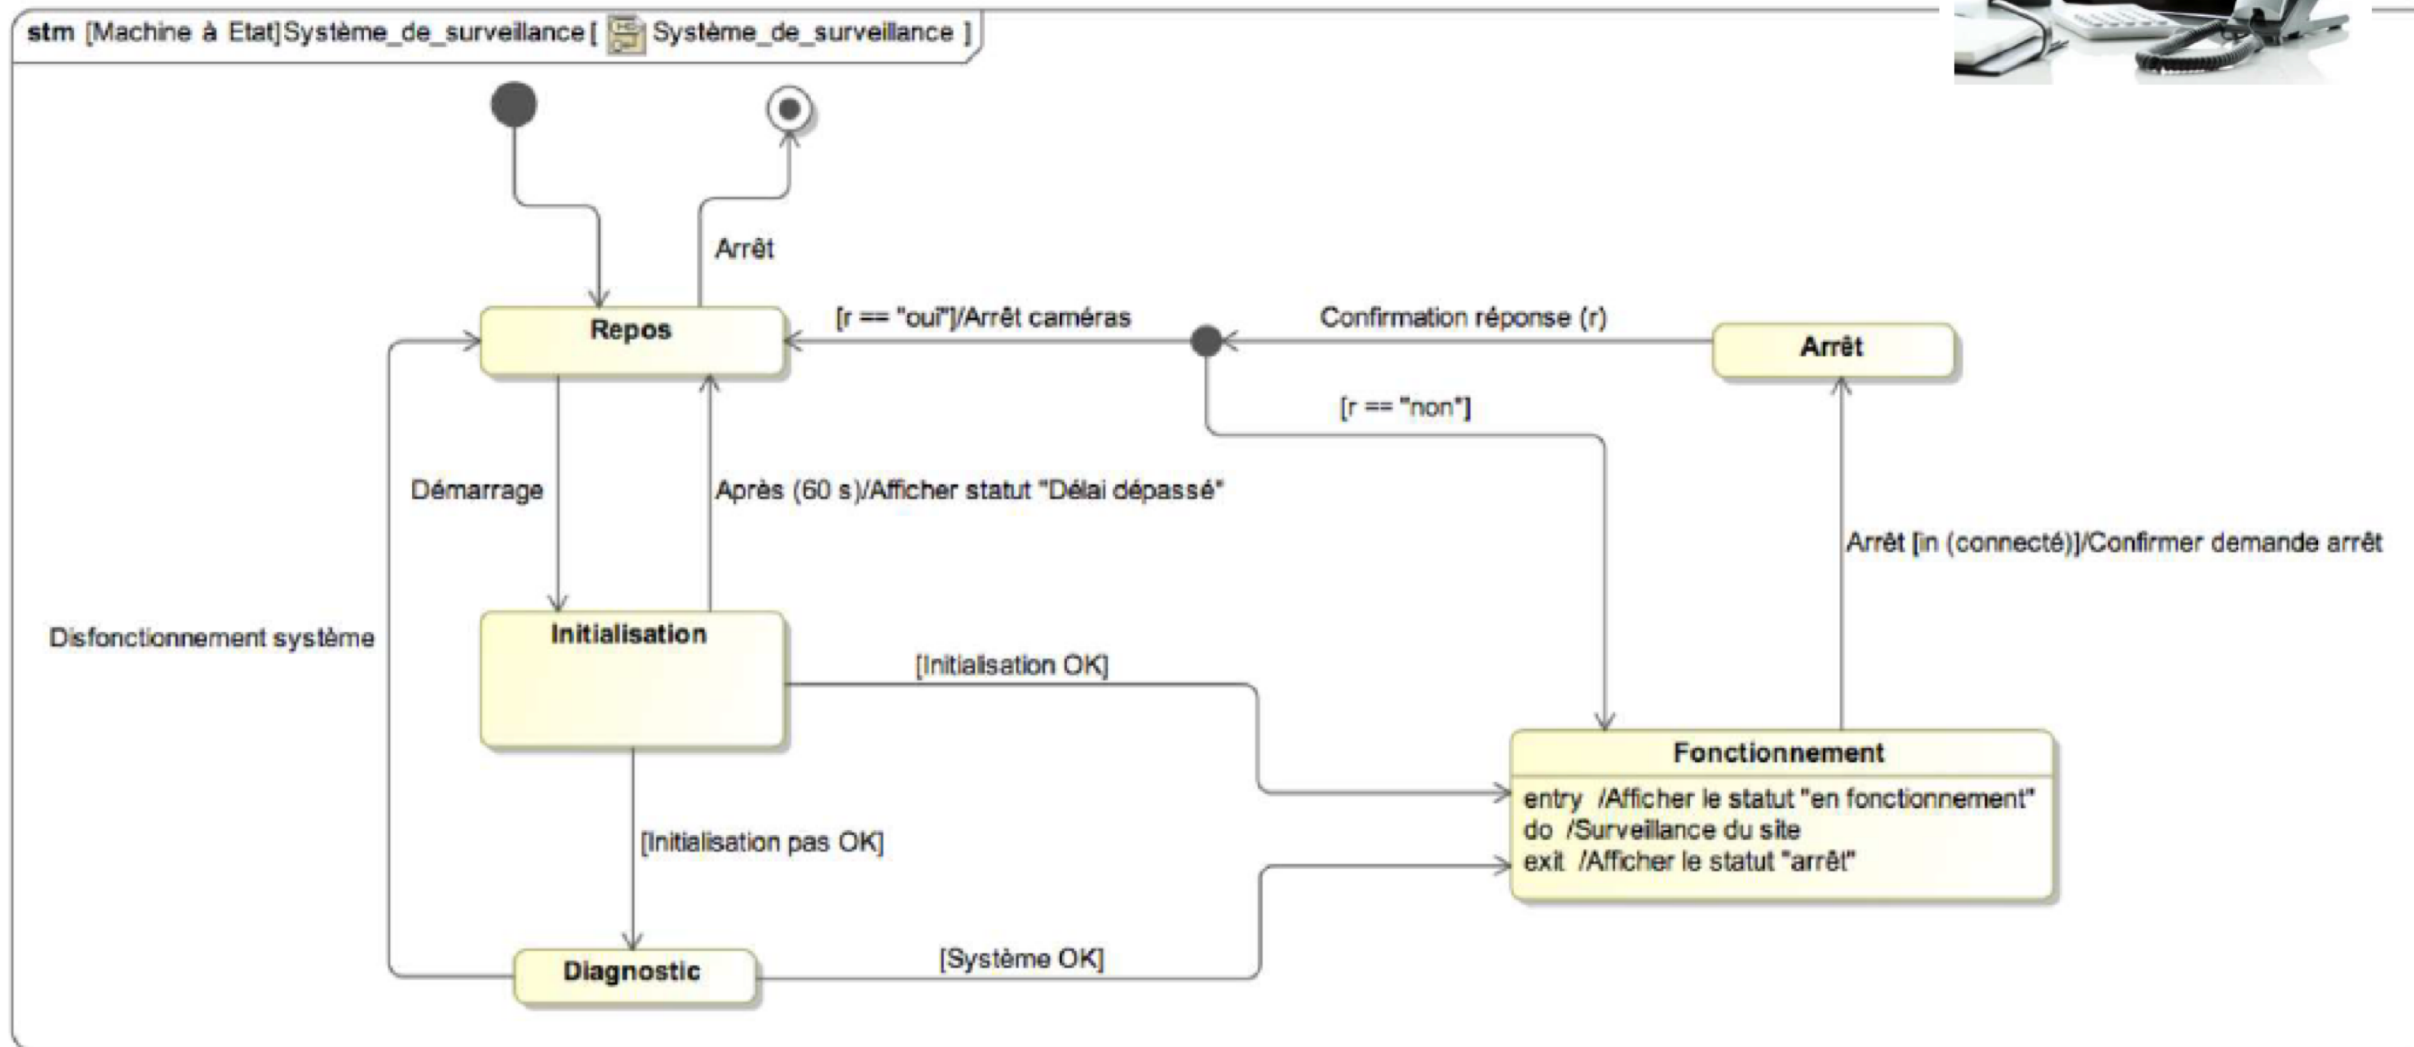 stm [Machine à Etat]Système_de_surveillance[ Système_de_surveillance ]
Arrêt
Repos
[r == "oui"]/Arrêt caméras
Confirmation réponse (r)
Arrêt
[r == "non"]
Démarrage
Après (60 s)/Afficher statut "Délai dépassé"
Arrêt [in (connecté)]/Confirmer demande arrêt
Disfonctionnement système
Initialisation
[Initialisation OK]
Fonctionnement
entry /Afficher le statut "en fonctionnement"
do /Surveillance du site
exit /Afficher le statut "arrêt"
[Initialisation pas OK]
Diagnostic
[Système OK]